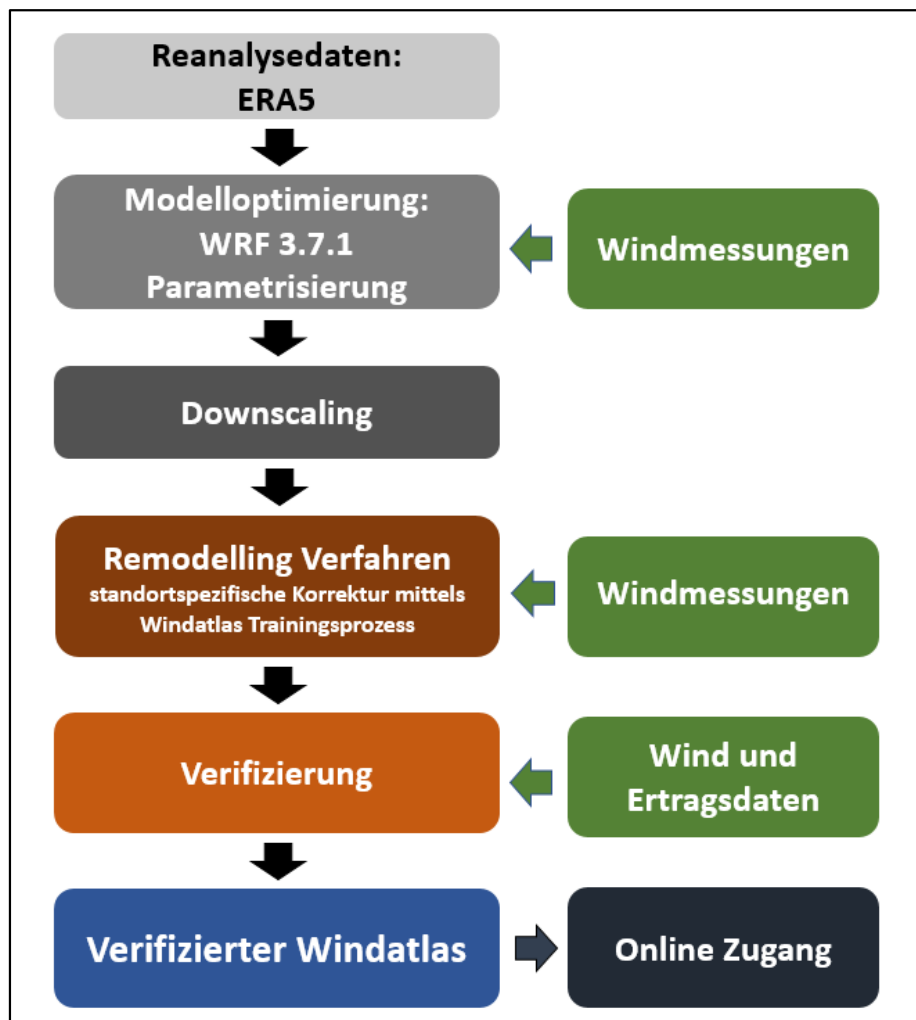 Reanalysedaten:
ERA5
Modelloptimierung:
WRF 3.7.1
Parametrisierung
Windmessungen
Downscaling
Remodelling Verfahren
standortspezifische Korrektur mittels
Windatlas Trainingsprozess
Windmessungen
Verifizierung
Wind und
Ertragsdaten
Verifizierter Windatlas
Online Zugang